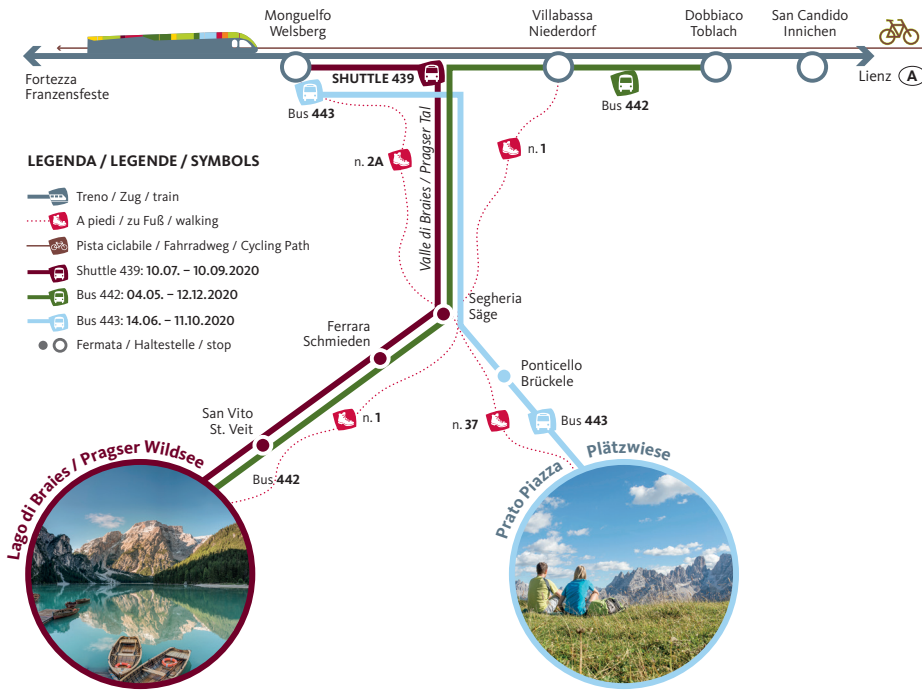 Monguelfo
Welsberg
Villabassa
Niederdorf
Dobbiaco
Toblach
San Candido
Innichen
Fortezza
Franzensfeste
SHUTTLE 439
Lienz A
Bus 443
Bus 442
n. 2A
n. 1
Valle di Braies / Pragser Tal
LEGENDA / LEGENDE / SYMBOLS
Treno / Zug / train
A piedi / zu Fuß / walking
Pista ciclabile / Fahrradweg / Cycling Path
Shuttle 439: 10.07. – 10.09.2020
Bus 442: 04.05. – 12.12.2020
Bus 443: 14.06. – 11.10.2020
Fermata / Haltestelle / stop
Segheria
Säge
Ferrara
Schmieden
Ponticello
Brückele
San Vito
St. Veit
n. 1
n. 37
Bus 443
Bus 442
Lago di Braies / Pragser Wildsee
Prato Piazza
Plätzwiese